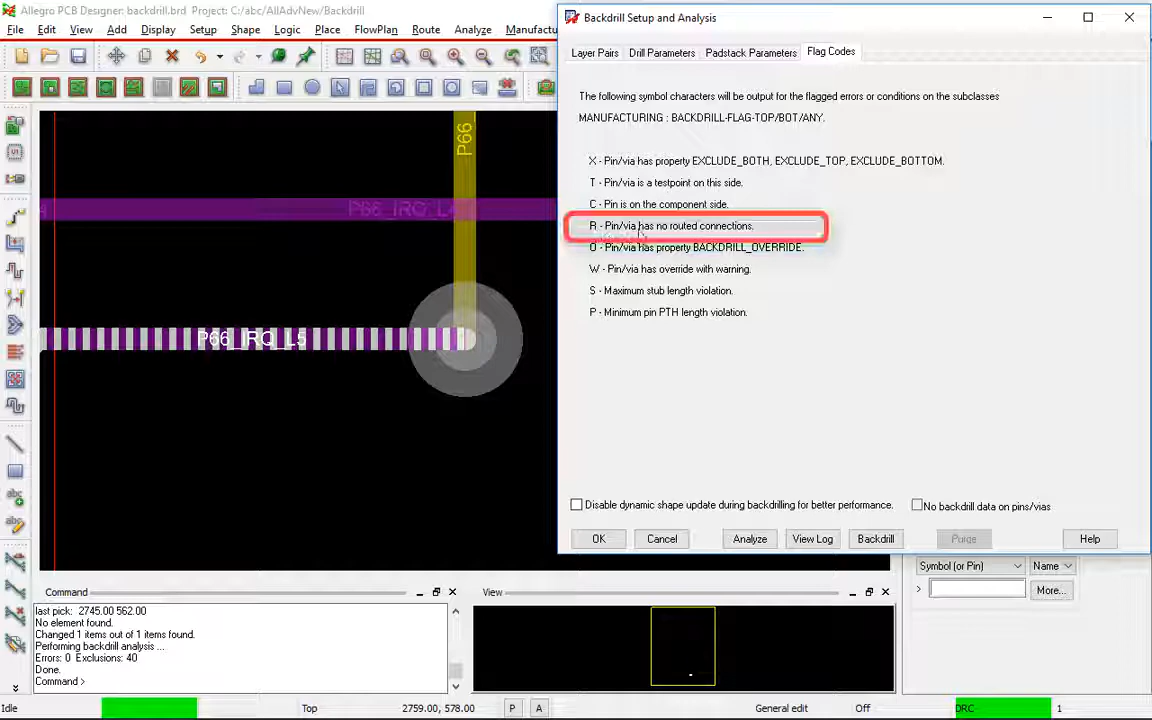 Allegro PCB Designer: backdrill.brd Project: C:/abc/AllAdvNew/Backdrill
File Edit View Add Display Setup Shape Logic Place FlowPlan Route Analyze Manufactu
P66
P66_IRQ_L4
P66_IRQ_L5
Backdrill Setup and Analysis
Layer Pairs Drill Parameters Padstack Parameters Flag Codes
The following symbol characters will be output for the flagged errors or conditions on the subclasses
MANUFACTURING : BACKDRILL-FLAG-TOP/BOT/ANY.
X - Pin/via has property EXCLUDE_BOTH, EXCLUDE_TOP, EXCLUDE_BOTTOM.
T - Pin/via is a testpoint on this side.
C - Pin is on the component side.
R - Pin/via has no routed connections.
O - Pin/via has property BACKDRILL_OVERRIDE.
W - Pin/via has override with warning.
S - Maximum stub length violation.
P - Minimum pin PTH length violation.
Disable dynamic shape update during backdrilling for better performance. No backdrill data on pins/vias
OK Cancel Analyze View Log Backdrill Purge Help
Symbol (or Pin) Name
More...
Command
last pick: 2745.00 562.00
No element found.
Changed 1 items out of 1 items found.
Performing backdrill analysis ...
Errors: 0 Exclusions: 40
Done.
Command >
View
Idle Top 2759.00, 578.00 P A General edit Off DRC 1